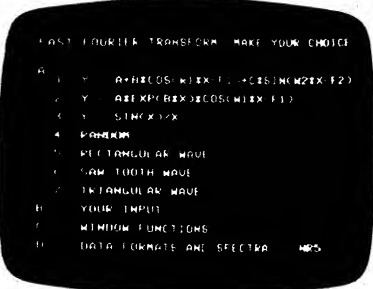 FAST FOURIER TRANSFORM MAKE YOUR CHOICE
A
1 Y A+B*COS(W1*X-F1)+C*SIN(W2*X-F2)
2 Y A*EXP(B*X)*COS(W1*X-F1)
3 Y SIN(X)/X
4 RANDOM
5 RECTANGULAR WAVE
6 SAW TOOTH WAVE
7 TRIANGULAR WAVE
B YOUR INPUT
C WINDOW FUNCTIONS
D DATA FORMATS AND SPECTRA